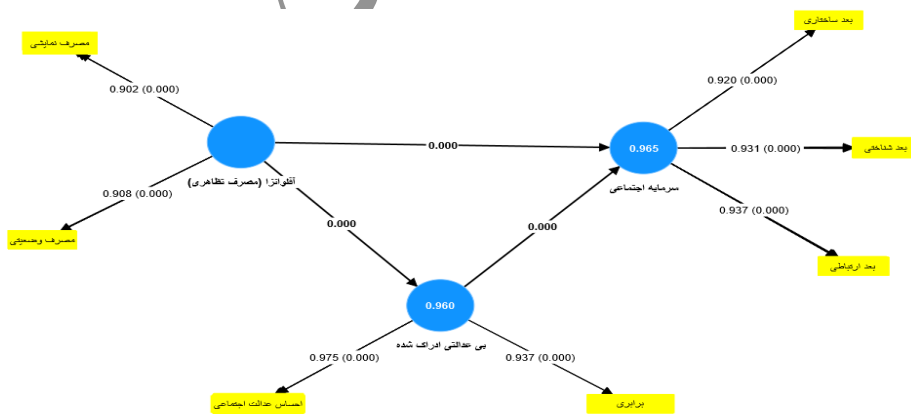 بعد ساختاری
مصرف نمایشی
0.920 (0.000)
0.902 (0.000)
0.965
0.000
0.931 (0.000)
بعد شناختی
آفلوانزا (مصرف تظاهری)
سرمایه اجتماعی
0.908 (0.000)
0.937 (0.000)
0.000
0.000
مصرف وضعیتی
بعد ارتباطی
0.960
بی عدالتی ادراک شده
0.975 (0.000)
0.937 (0.000)
احساس عدالت اجتماعی
برابری